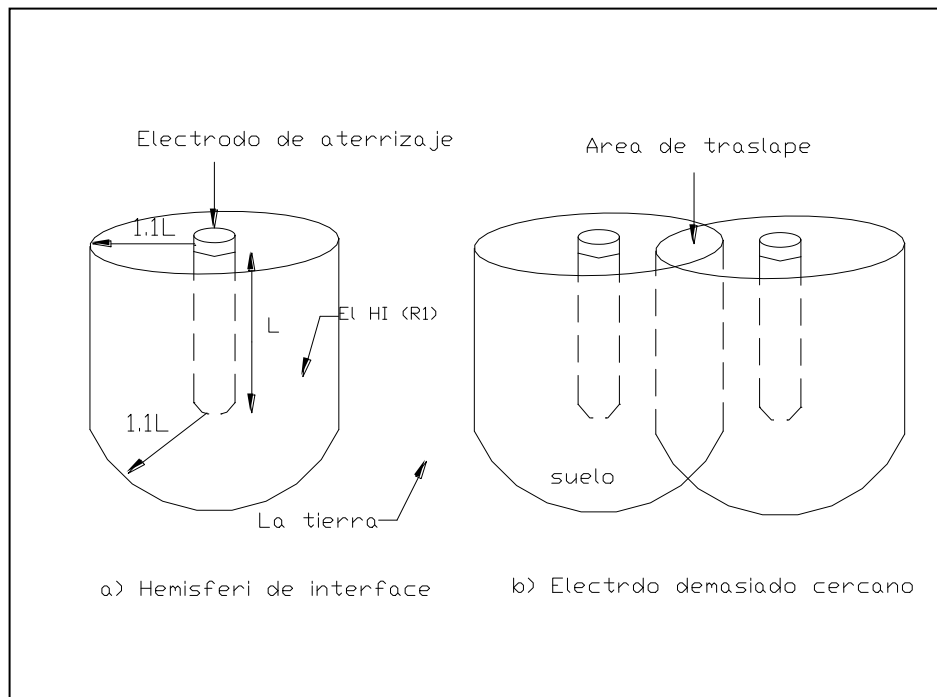 Electrodo de aterrizaje
1.1L
L
El HI (R1)
1.1L
La tierra
a) Hemisferi de interface
Area de traslape
suelo
b) Electrdo demasiado cercano